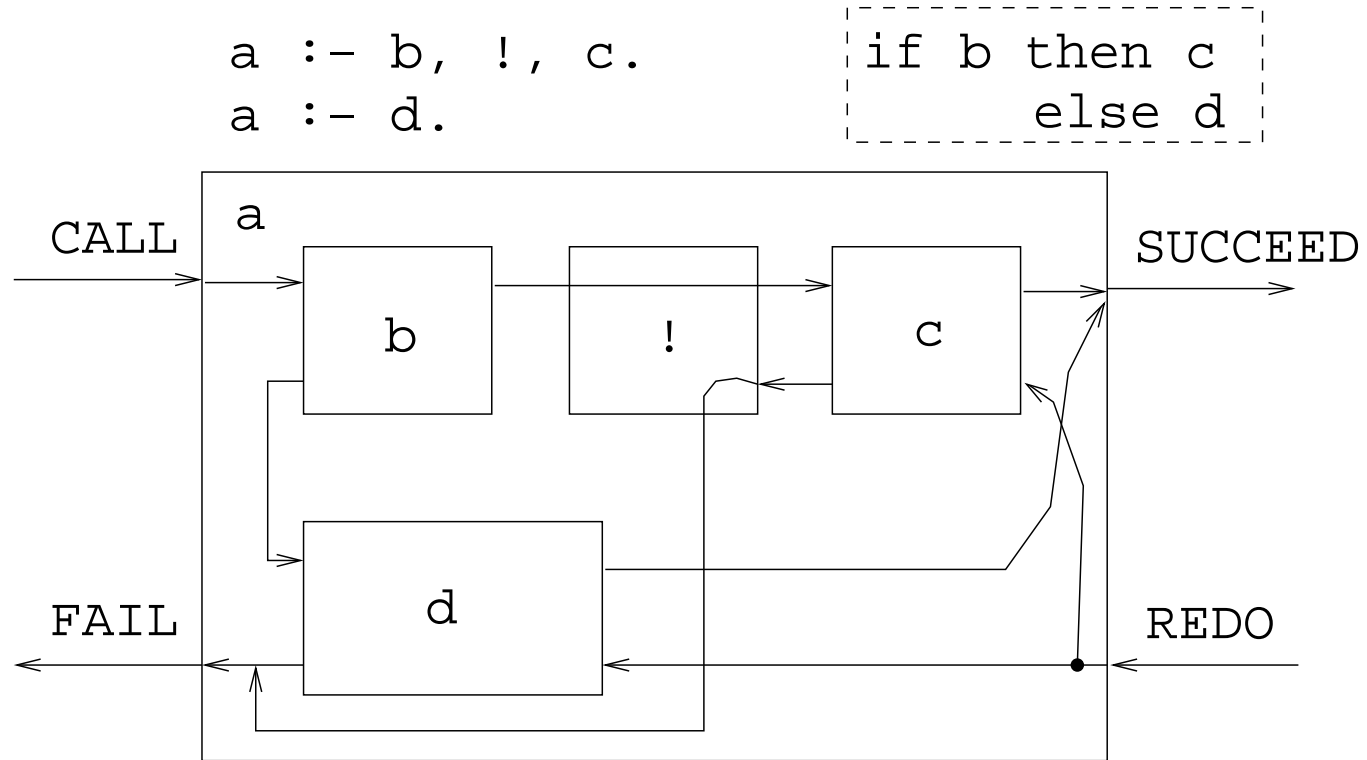 a :- b, !, c.
a :- d.
if b then c
else d
CALL
a
SUCCEED
b
!
c
d
FAIL
REDO